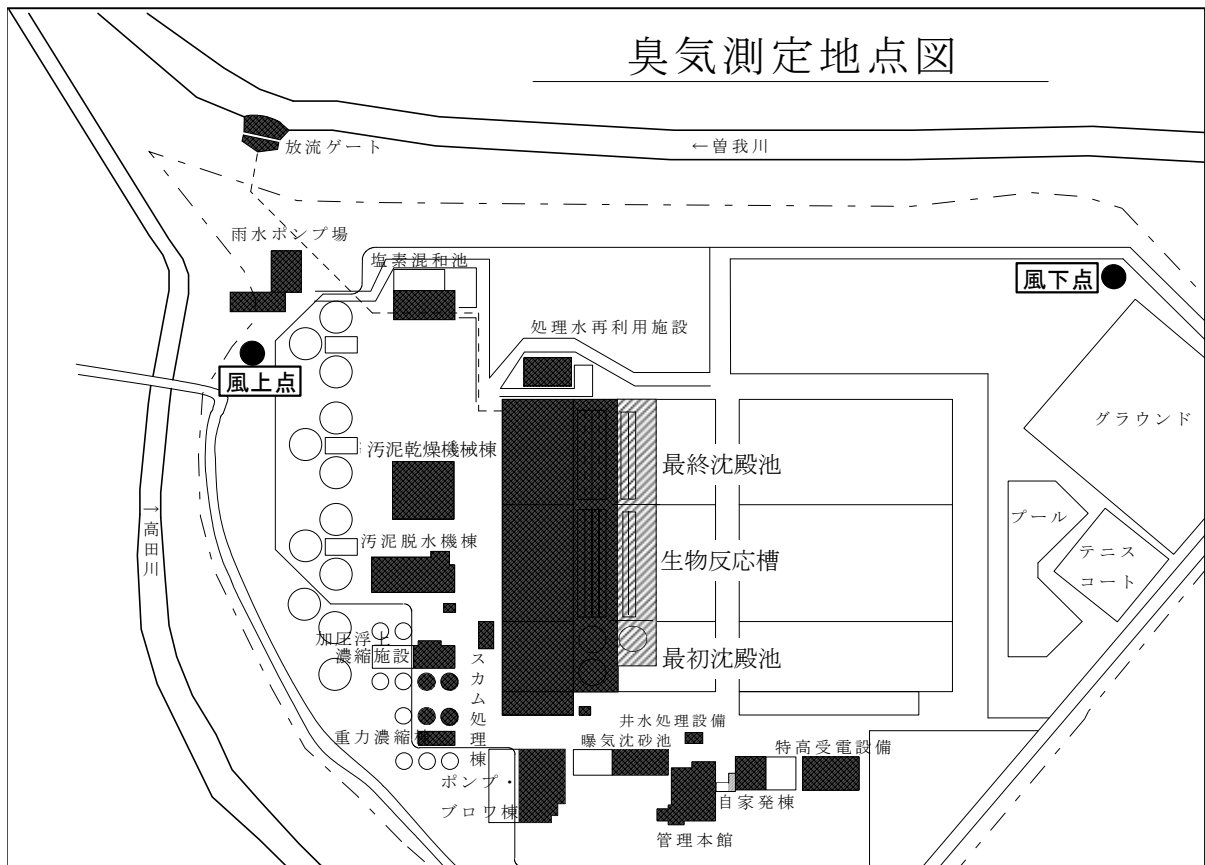 臭気測定地点図
放流ゲート
←曽我川
雨水ポンプ場
塩素混和池
風下点
処理水再利用施設
風上点
グラウンド
汚泥乾燥機械棟
最終沈殿池
プール
→高田川
汚泥脱水機棟
生物反応槽
テニス
コート
加圧浮上
濃縮施設
スカム処理棟
最初沈殿池
重力濃縮棟
井水処理設備
曝気沈砂池
特高受電設備
ポンプ・
ブロワ棟
自家発棟
管理本館